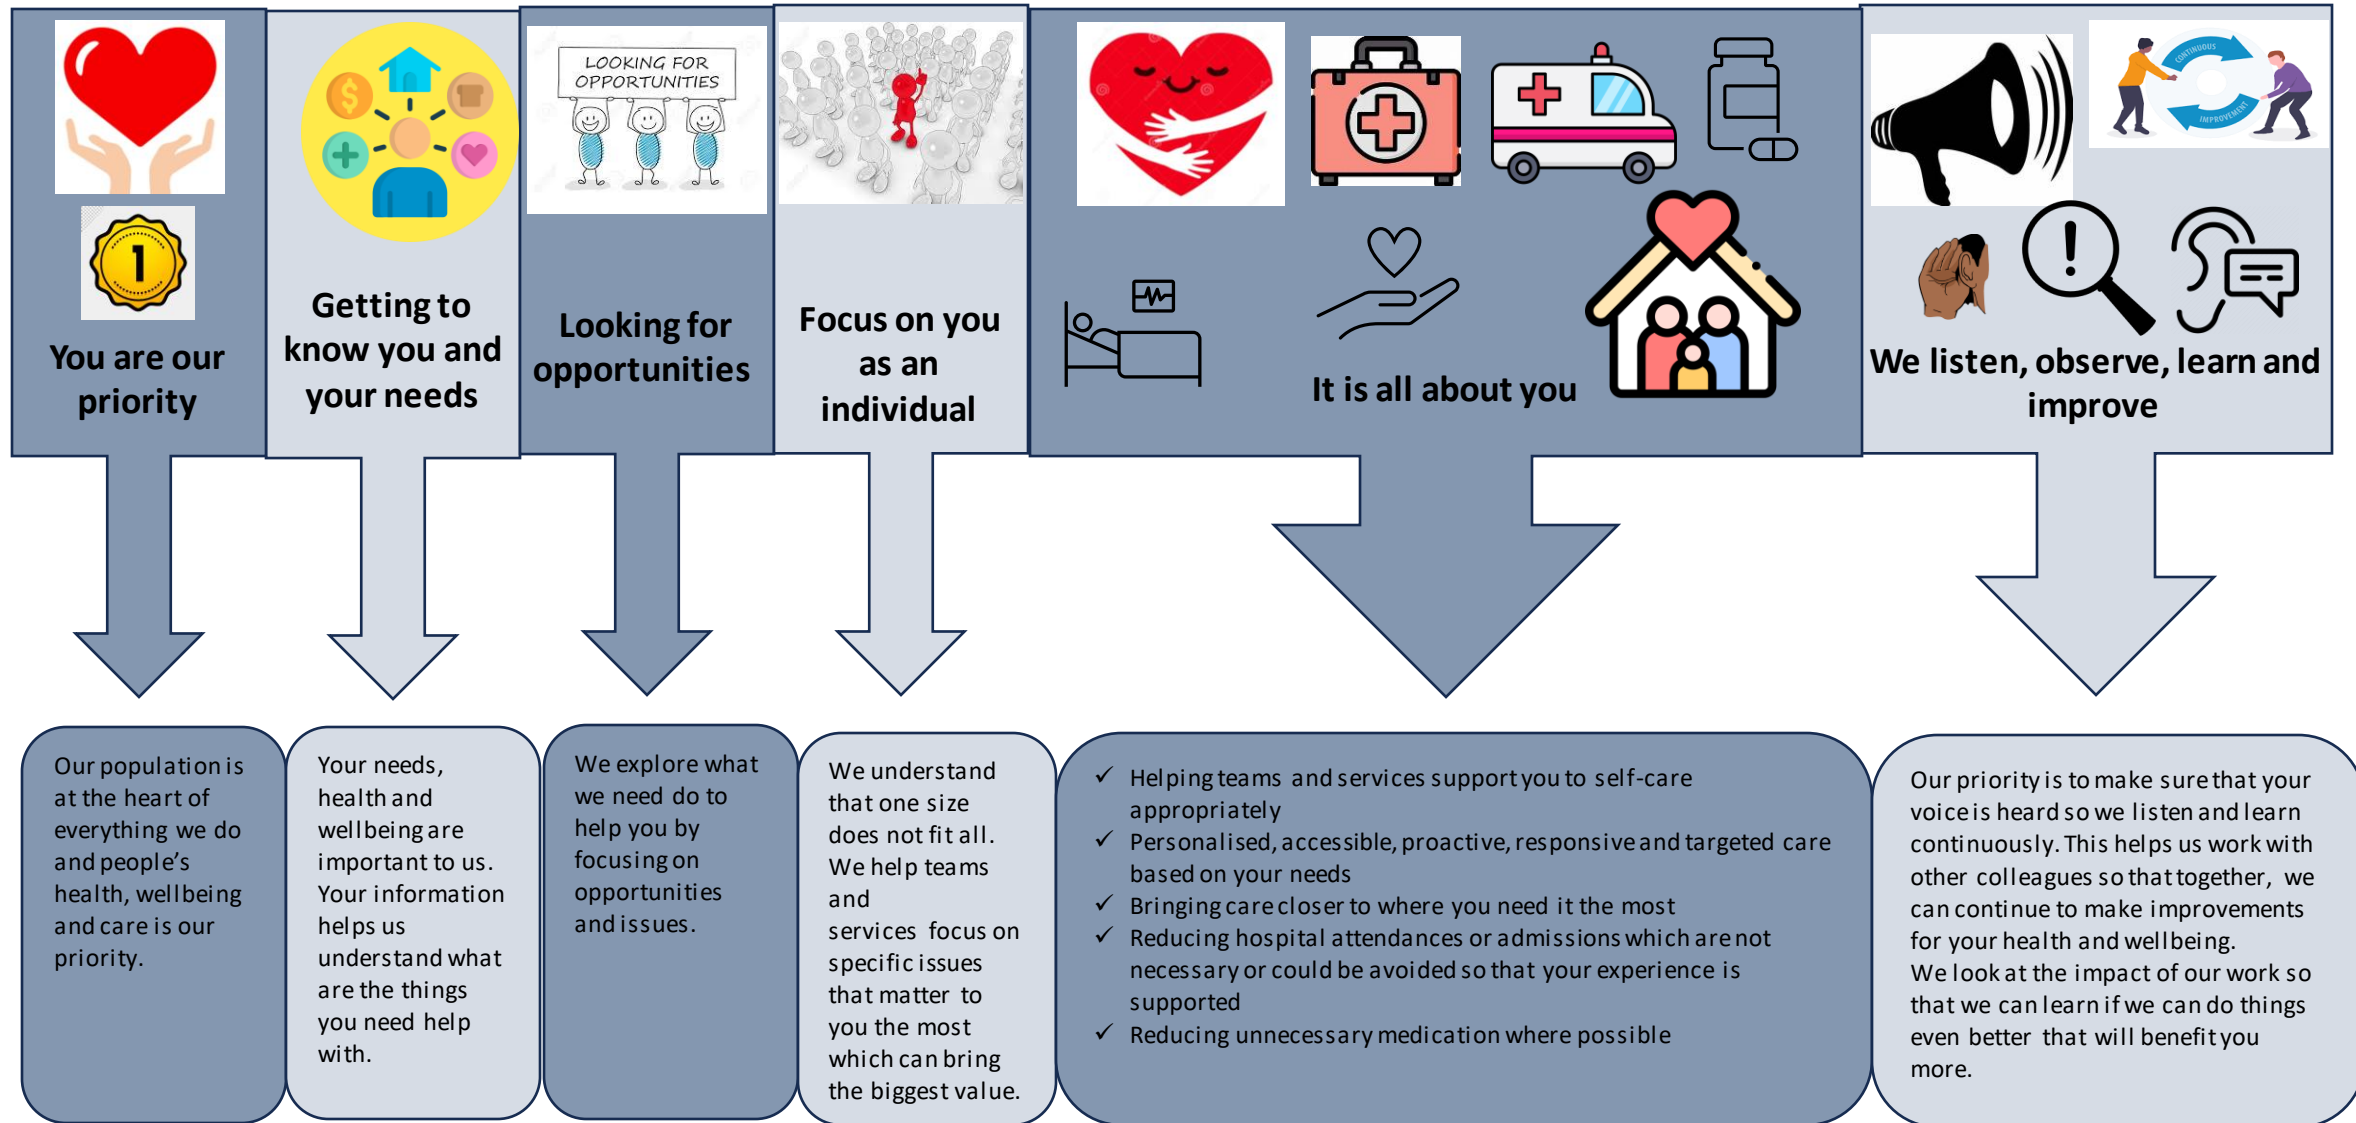 LOOKING FOR
OPPORTUNITIES
CONTINUOUS
IMPROVEMENT
1
You are our
priority
Getting to
know you and
your needs
Looking for
opportunities
Focus on you
as an
individual
It is all about you
We listen, observe, learn and
improve
Our population is
at the heart of
everything we do
and people's
health, wellbeing
and care is our
priority.
Your needs,
health and
wellbeing are
important to us.
Your information
helps us
understand what
are the things
you need help
with.
We explore what
we need do to
help you by
focusing on
opportunities
and issues.
We understand
that one size
does not fit all.
We help teams
and
services focus on
specific issues
that matter to
you the most
which can bring
the biggest value.
✓ Helping teams and services support you to self-care
appropriately
✓ Personalised, accessible, proactive, responsive and targeted care
based on your needs
✓ Bringing care closer to where you need it the most
✓ Reducing hospital attendances or admissions which are not
necessary or could be avoided so that your experience is
supported
✓ Reducing unnecessary medication where possible
Our priority is to make sure that your
voice is heard so we listen and learn
continuously. This helps us work with
other colleagues so that together, we
can continue to make improvements
for your health and wellbeing.
We look at the impact of our work so
that we can learn if we can do things
even better that will benefit you
more.